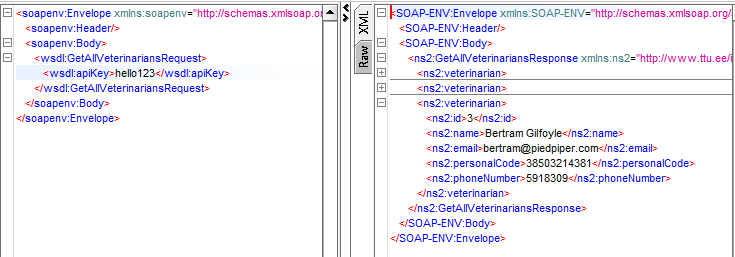 <soapenv:Envelope xmlns:soapenv="http://schemas.xmlsoap.or
<soapenv:Header/>
<soapenv:Body>
<wsdl:GetAllVeterinariansRequest>
<wsdl:apiKey>hello123</wsdl:apiKey>
</wsdl:GetAllVeterinariansRequest>
</soapenv:Body>
</soapenv:Envelope>
XML
Raw
<SOAP-ENV:Envelope xmlns:SOAP-ENV="http://schemas.xmlsoap.org/
<SOAP-ENV:Header/>
<SOAP-ENV:Body>
<ns2:GetAllVeterinariansResponse xmlns:ns2="http://www.ttu.ee/i
<ns2:veterinarian>
<ns2:veterinarian>
<ns2:veterinarian>
<ns2:id>3</ns2:id>
<ns2:name>Bertram Gilfoyle</ns2:name>
<ns2:email>bertram@piedpiper.com</ns2:email>
<ns2:personalCode>38503214381</ns2:personalCode>
<ns2:phoneNumber>5918309</ns2:phoneNumber>
</ns2:veterinarian>
</ns2:GetAllVeterinariansResponse>
</SOAP-ENV:Body>
</SOAP-ENV:Envelope>